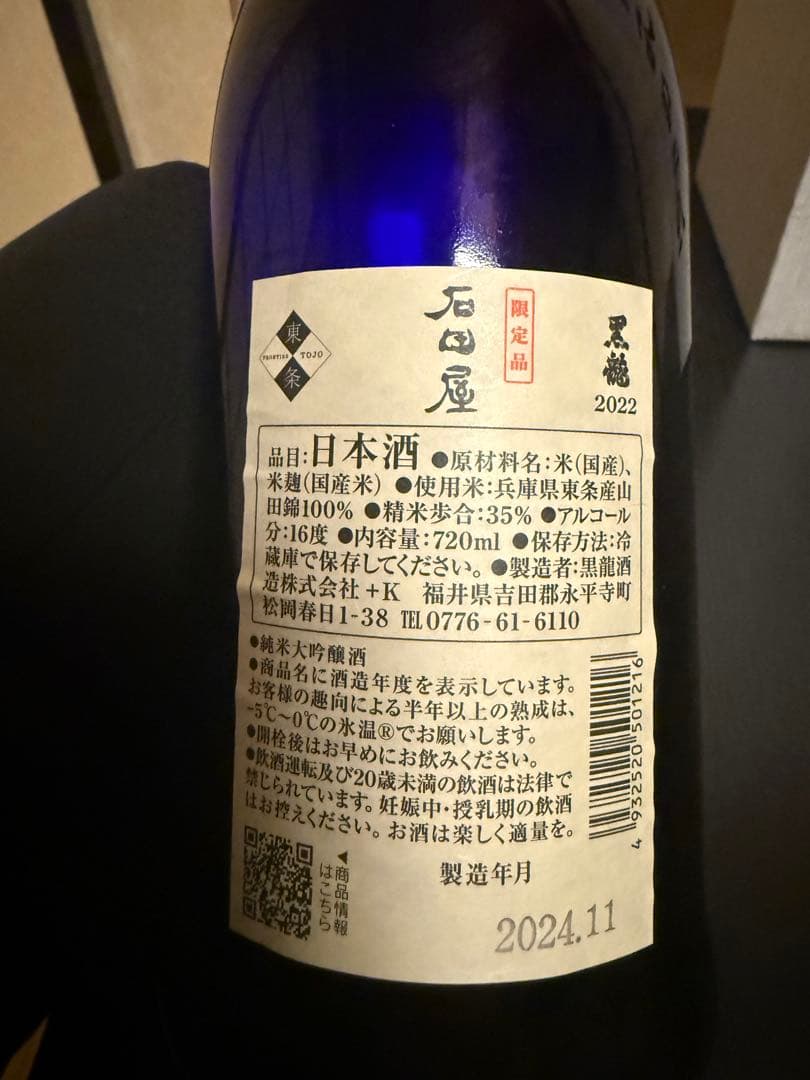 黒龍
2022
限定品
石田屋
東
PRESTIGE TOJO
条
品目：日本酒 ●原材料名：米(国産)、
米麹(国産米) ●使用米：兵庫県東条産山
田錦100% ●精米歩合：35% ●アルコール
分：16度 ●内容量：720ml ●保存方法：冷
蔵庫で保存してください。●製造者：黒龍酒
造株式会社＋K 福井県吉田郡永平寺町
松岡春日1-38 TEL0776-61-6110
●純米大吟醸酒
●商品名に酒造年度を表示しています。
お客様の趣向による半年以上の熟成は、
-5℃～0℃の氷温®でお願いします。
●開栓後はお早めにお飲みください。
●飲酒運転及び20歳未満の飲酒は法律で
禁じられています。妊娠中・授乳期の飲酒
はお控えください。お酒は楽しく適量を。
4932520501216
◀商品情報
はこちら
製造年月
2024.11